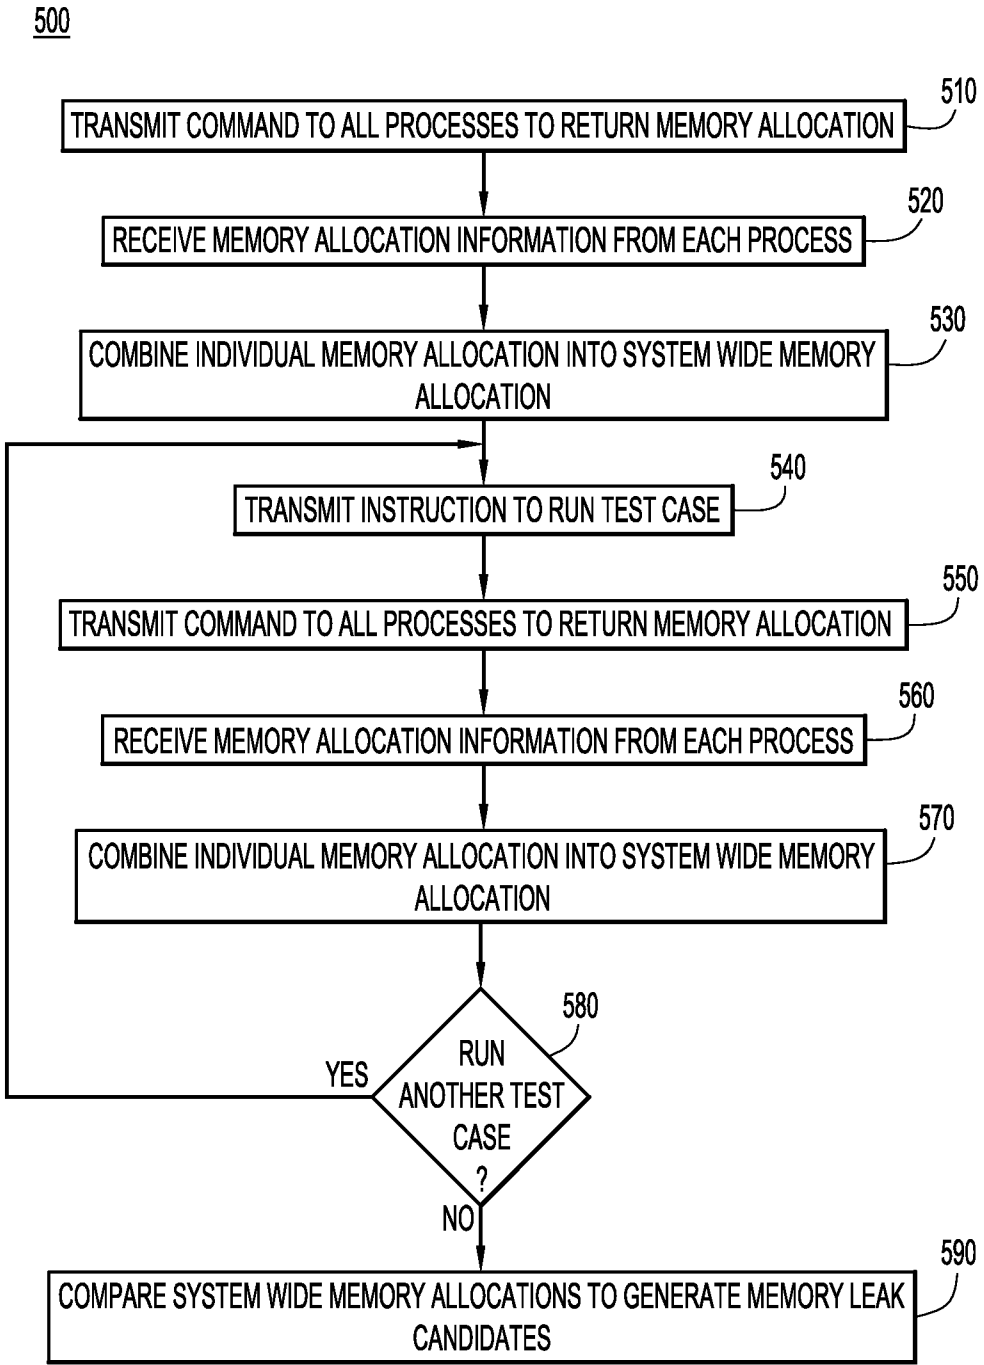 500
510
TRANSMIT COMMAND TO ALL PROCESSES TO RETURN MEMORY ALLOCATION
520
RECEIVE MEMORY ALLOCATION INFORMATION FROM EACH PROCESS
530
COMBINE INDIVIDUAL MEMORY ALLOCATION INTO SYSTEM WIDE MEMORY
ALLOCATION
540
TRANSMIT INSTRUCTION TO RUN TEST CASE
550
TRANSMIT COMMAND TO ALL PROCESSES TO RETURN MEMORY ALLOCATION
560
RECEIVE MEMORY ALLOCATION INFORMATION FROM EACH PROCESS
570
COMBINE INDIVIDUAL MEMORY ALLOCATION INTO SYSTEM WIDE MEMORY
ALLOCATION
580
RUN
ANOTHER TEST
CASE
?
YES
NO
590
COMPARE SYSTEM WIDE MEMORY ALLOCATIONS TO GENERATE MEMORY LEAK
CANDIDATES